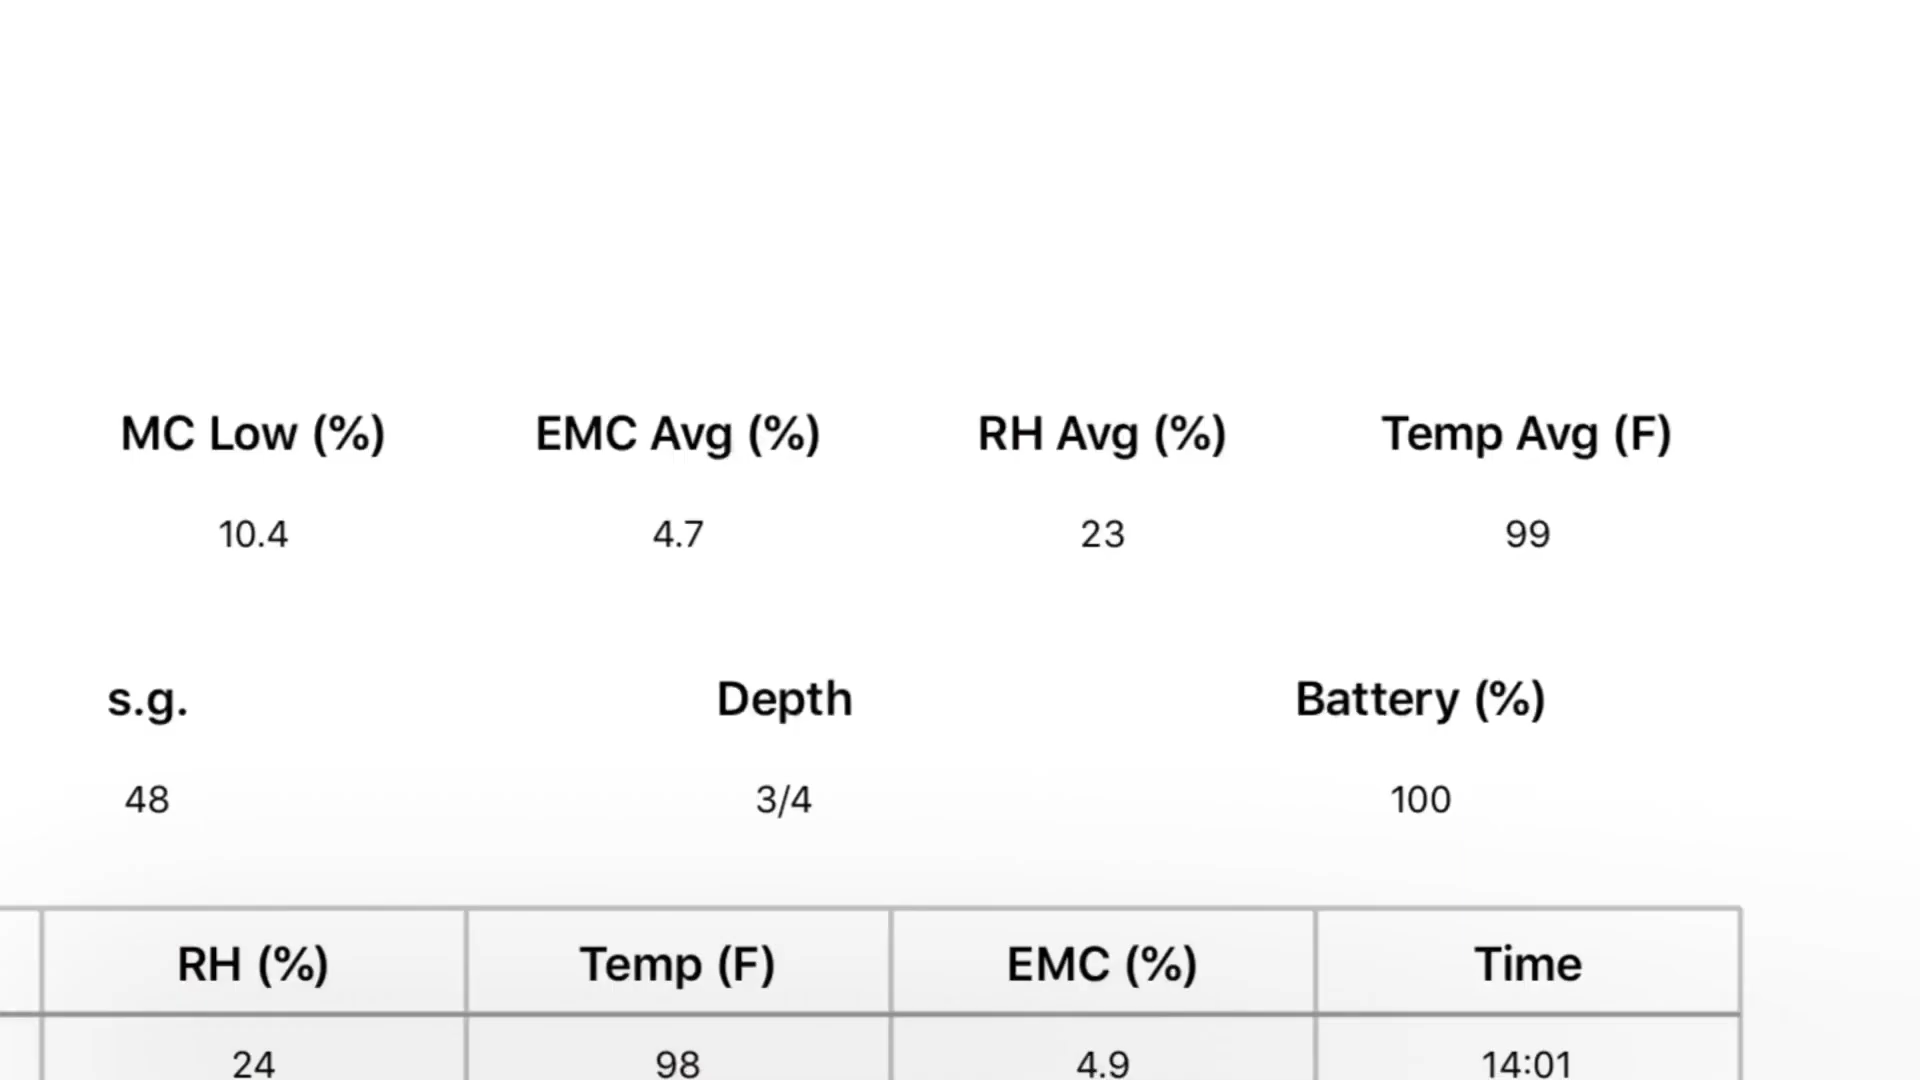 MC Low (%) EMC Avg (%) RH Avg (%) Temp Avg (F)
10.4 4.7 23 99
s.g. Depth Battery (%)
48 3/4 100
RH (%) Temp (F) EMC (%) Time
24 98 4.9 14:01